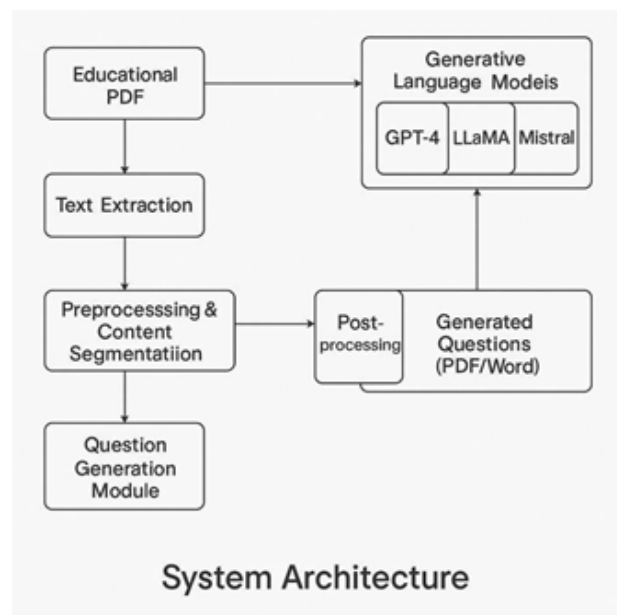 Educational
PDF
Generative
Language Modeis
GPT-4 LLaMA Mistral
Text Extraction
Preprocesssing &
Content
Segmentatiion
Post-
processing
Generated
Questions
(PDF/Word)
Question
Generation
Module
System Architecture